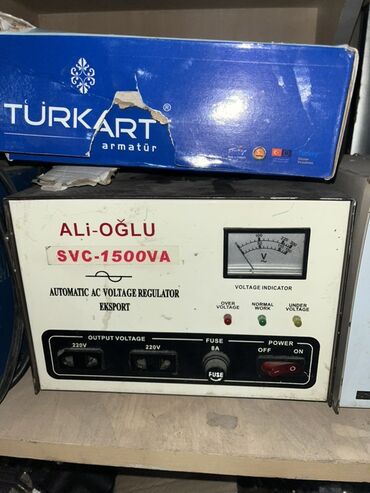 TÜRKART®
armatür
ALi-OĞLU
SVC-1500VA
AUTOMATIC AC VOLTAGE REGULATOR
EKSPORT
V
VOLTAGE INDICATOR
OVER VOLTAGE
NORMAL WORK
UNDER VOLTAGE
OUTPUT VOLTAGE
FUSE
POWER
220V
220V
8A
OFF
ON
FUSE